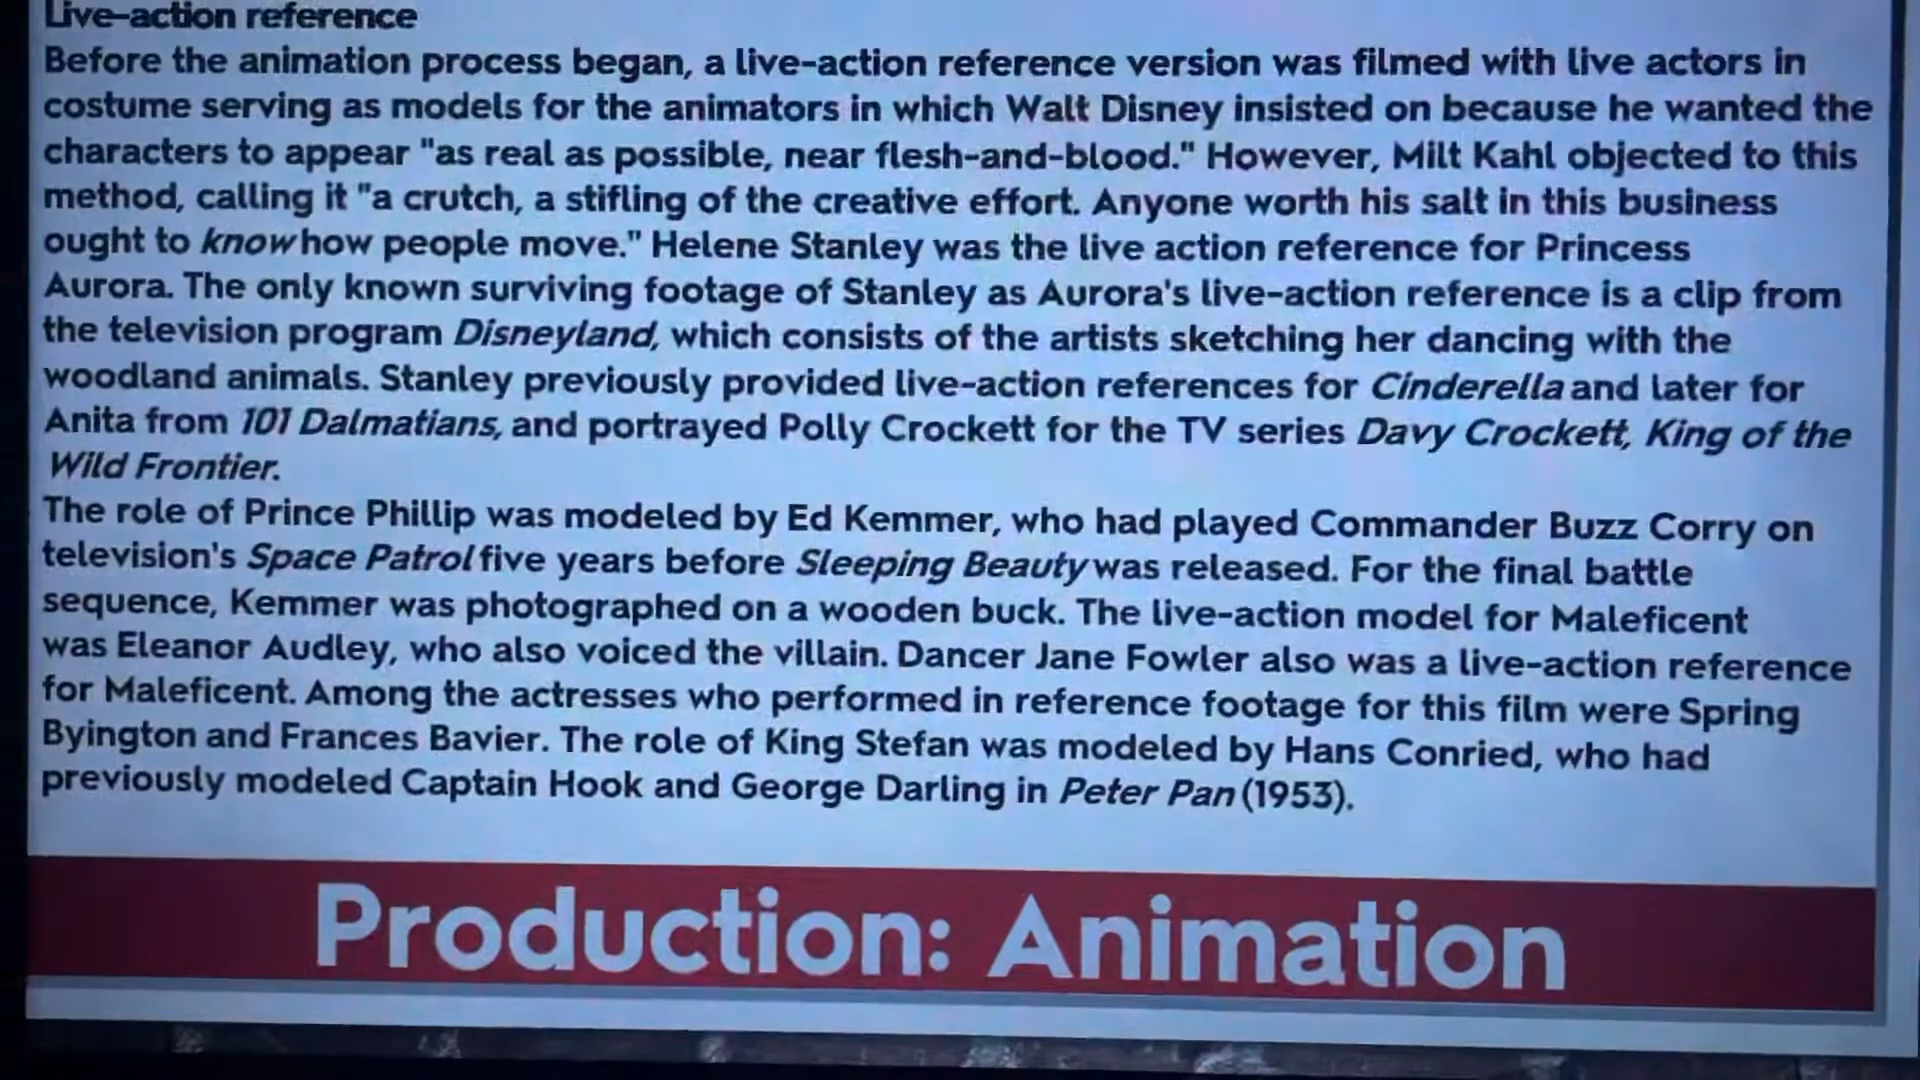 Live-action reference
Before the animation process began, a live-action reference version was filmed with live actors in
costume serving as models for the animators in which Walt Disney insisted on because he wanted the
characters to appear "as real as possible, near flesh-and-blood." However, Milt Kahl objected to this
method, calling it "a crutch, a stifling of the creative effort. Anyone worth his salt in this business
ought to know how people move." Helene Stanley was the live action reference for Princess
Aurora. The only known surviving footage of Stanley as Aurora's live-action reference is a clip from
the television program Disneyland, which consists of the artists sketching her dancing with the
woodland animals. Stanley previously provided live-action references for Cinderella and later for
Anita from 101 Dalmatians, and portrayed Polly Crockett for the TV series Davy Crockett, King of the
Wild Frontier.
The role of Prince Phillip was modeled by Ed Kemmer, who had played Commander Buzz Corry on
television's Space Patrol five years before Sleeping Beauty was released. For the final battle
sequence, Kemmer was photographed on a wooden buck. The live-action model for Maleficent
was Eleanor Audley, who also voiced the villain. Dancer Jane Fowler also was a live-action reference
for Maleficent. Among the actresses who performed in reference footage for this film were Spring
Byington and Frances Bavier. The role of King Stefan was modeled by Hans Conried, who had
previously modeled Captain Hook and George Darling in Peter Pan (1953).
Production: Animation